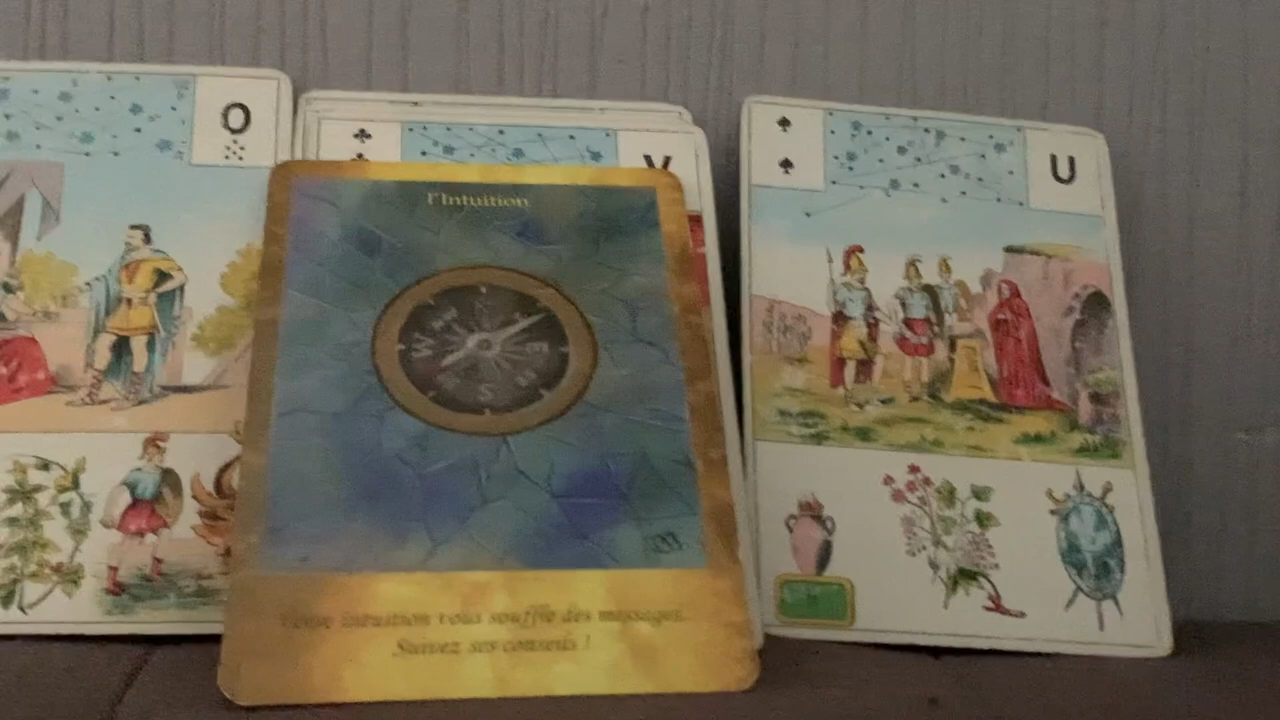 O
V
U
l'Intuition
W
E
S
Votre intuition vous souffle des messages.
Suivez ses conseils !